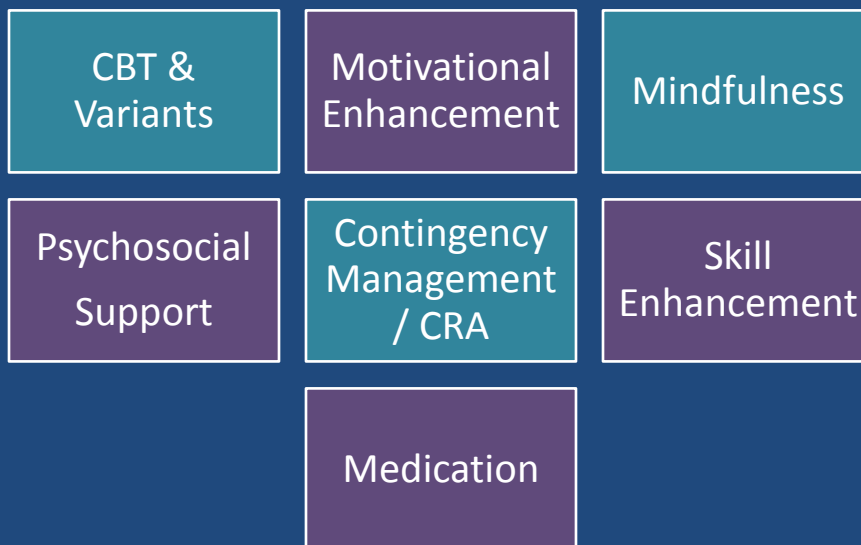 CBT &
Variants
Motivational
Enhancement
Mindfulness
Psychosocial
Support
Contingency
Management
/ CRA
Skill
Enhancement
Medication